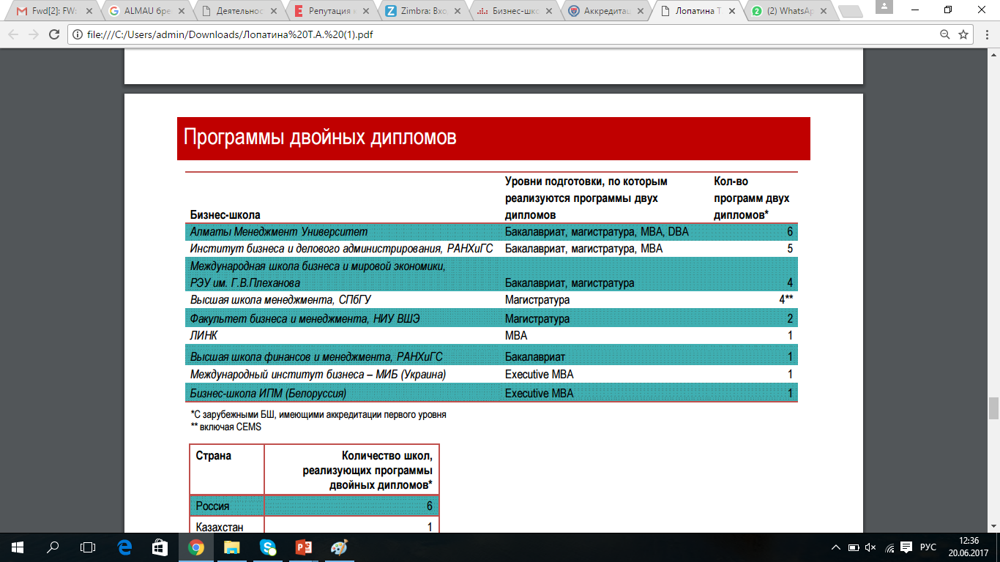 Fwd[2]: FW:
ALMAU бре
Деятельнос
Репутация
Zimbra: Вхо
Бизнес-шко
Аккредитац
Лопатина Т
(2) WhatsAp
file:///C:/Users/admin/Downloads/Лопатина%20Т.А.%20(1).pdf
Программы двойных дипломов
Бизнес-школа
Уровни подготовки, по которым
реализуются программы двух
дипломов
Кол-во
программ двух
дипломов*
Алматы Менеджмент Университет Бакалавриат, магистратура, MBA, DBA 6
Институт бизнеса и делового администрирования, РАНХиГС Бакалавриат, магистратура, MBA 5
Международная школа бизнеса и мировой экономики,
РЭУ им. Г.В.Плеханова Бакалавриат, магистратура 4
Высшая школа менеджмента, СПбГУ Магистратура 4**
Факультет бизнеса и менеджмента, НИУ ВШЭ Магистратура 2
ЛИНК MBA 1
Высшая школа финансов и менеджмента, РАНХиГС Бакалавриат 1
Международный институт бизнеса – МИБ (Украина) Executive MBA 1
Бизнес-школа ИПМ (Белоруссия) Executive MBA 1
*С зарубежными БШ, имеющими аккредитации первого уровня
** включая CEMS
Страна
Количество школ,
реализующих программы
двойных дипломов*
Россия 6
Казахстан 1
РУС
12:36
20.06.2017